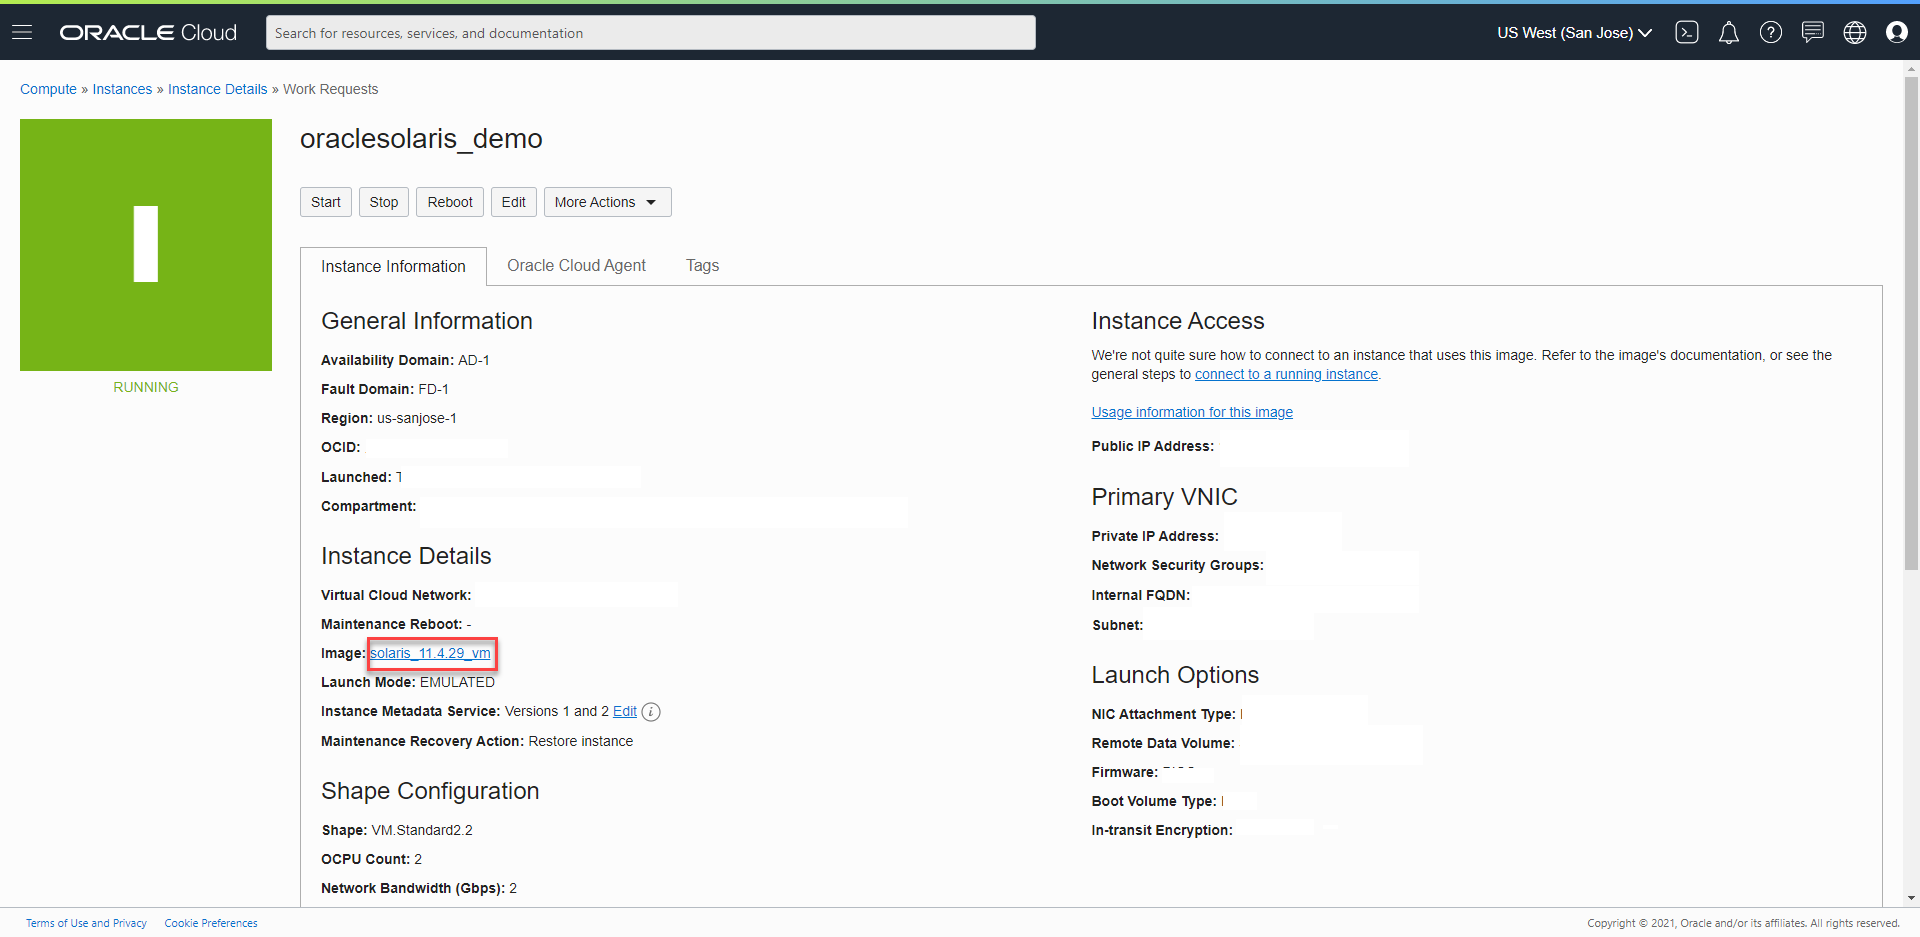 ORACLE Cloud
Search for resources, services, and documentation
US West (San Jose)
Compute » Instances » Instance Details » Work Requests
I
RUNNING
oraclesolaris_demo
Start Stop Reboot Edit More Actions
Instance Information Oracle Cloud Agent Tags
General Information
Availability Domain: AD-1
Fault Domain: FD-1
Region: us-sanjose-1
OCID:
Launched:
Compartment:
Instance Details
Virtual Cloud Network:
Maintenance Reboot: -
Image: solaris_11.4.29_vm
Launch Mode: EMULATED
Instance Metadata Service: Versions 1 and 2 Edit
Maintenance Recovery Action: Restore instance
Shape Configuration
Shape: VM.Standard2.2
OCPU Count: 2
Network Bandwidth (Gbps): 2
Instance Access
We're not quite sure how to connect to an instance that uses this image. Refer to the image's documentation, or see the
general steps to connect to a running instance.
Usage information for this image
Public IP Address:
Primary VNIC
Private IP Address:
Network Security Groups:
Internal FQDN:
Subnet:
Launch Options
NIC Attachment Type:
Remote Data Volume:
Firmware:
Boot Volume Type:
In-transit Encryption:
Terms of Use and Privacy Cookie Preferences
Copyright © 2021, Oracle and/or its affiliates. All rights reserved.